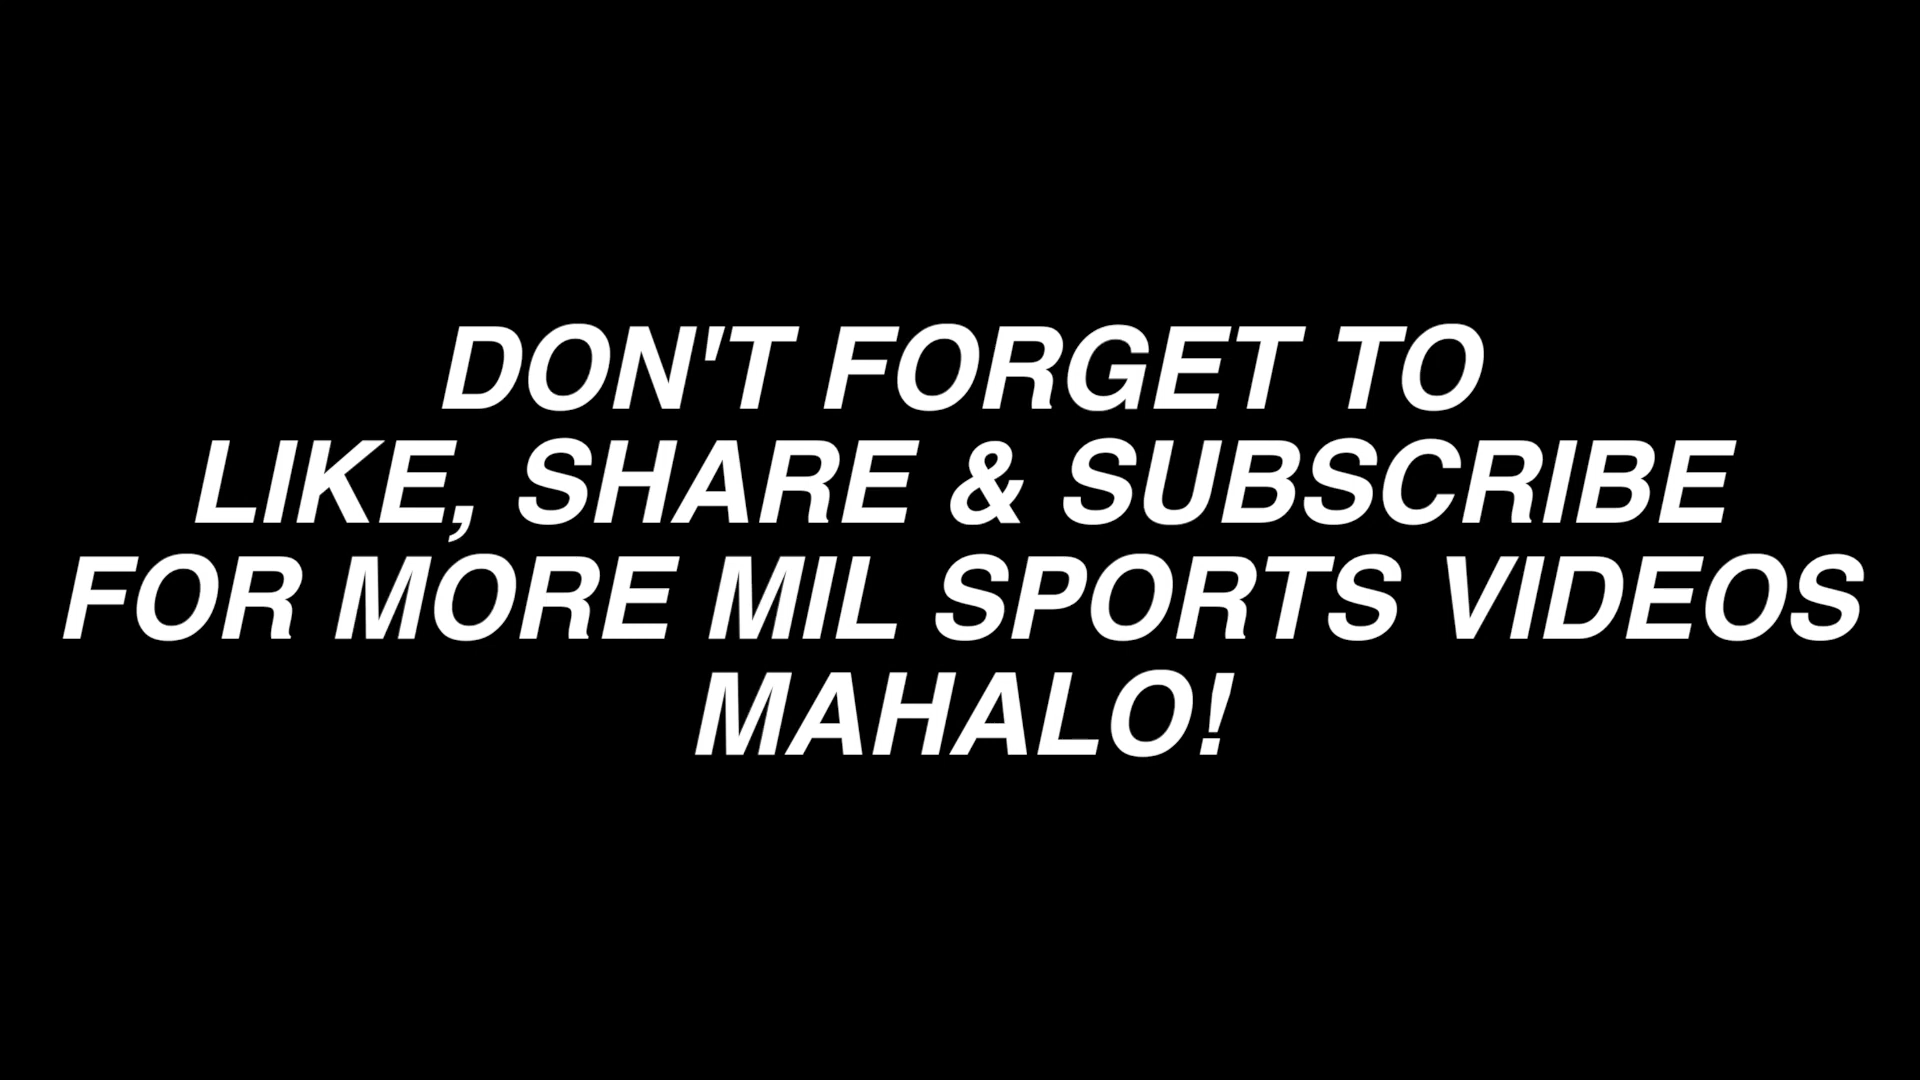 DON'T FORGET TO
LIKE, SHARE & SUBSCRIBE
FOR MORE MIL SPORTS VIDEOS
MAHALO!